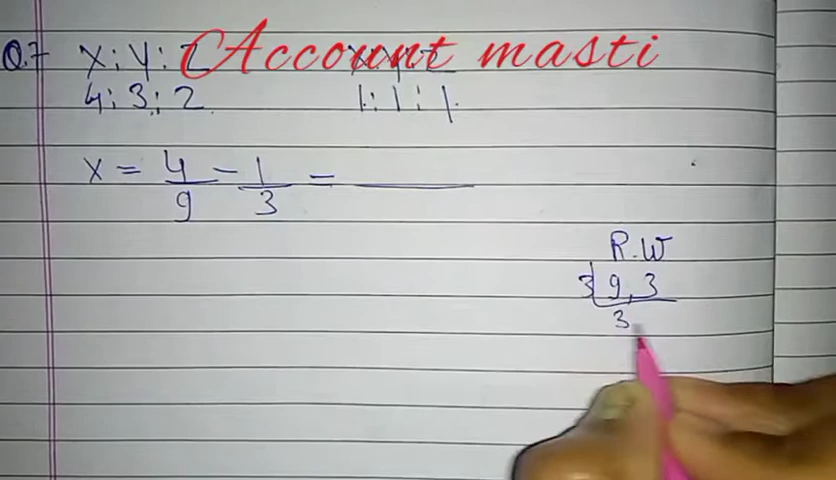 Account masti
Q.7 X : Y : Z X : Y : Z
4 : 3 : 2 1 : 1 : 1
X = 4/9 - 1/3 =
R.W
3 9, 3
3